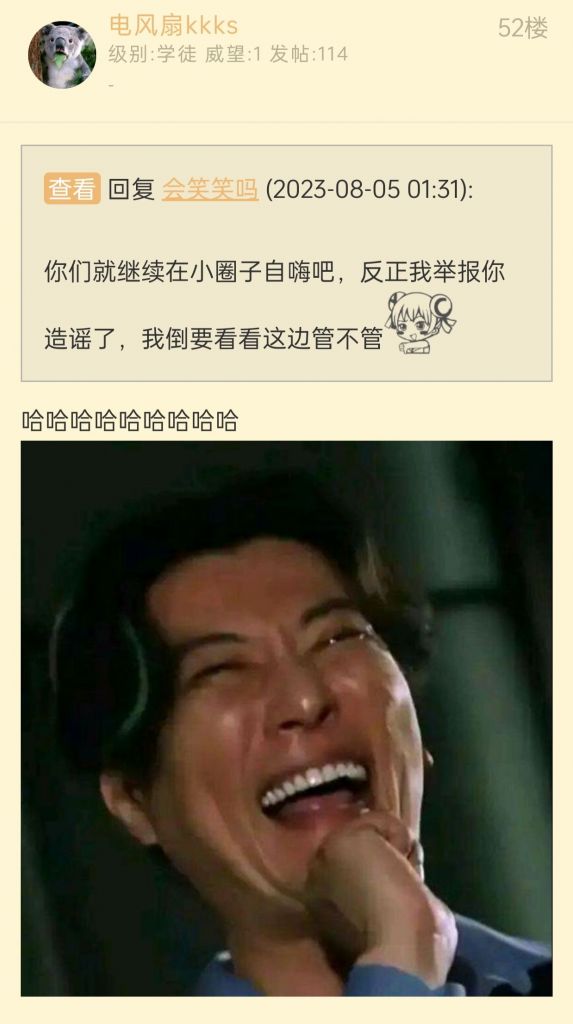 电风扇kkks
52楼
级别:学徒 威望:1 发帖:114
-
查看 回复 会笑笑吗 (2023-08-05 01:31):
你们就继续在小圈子自嗨吧，反正我举报你
造谣了，我倒要看看这边管不管
哈哈哈哈哈哈哈哈哈